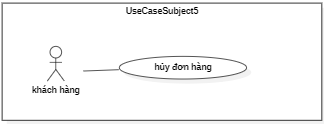 UseCaseSubject5
hủy đơn hàng
khách hàng